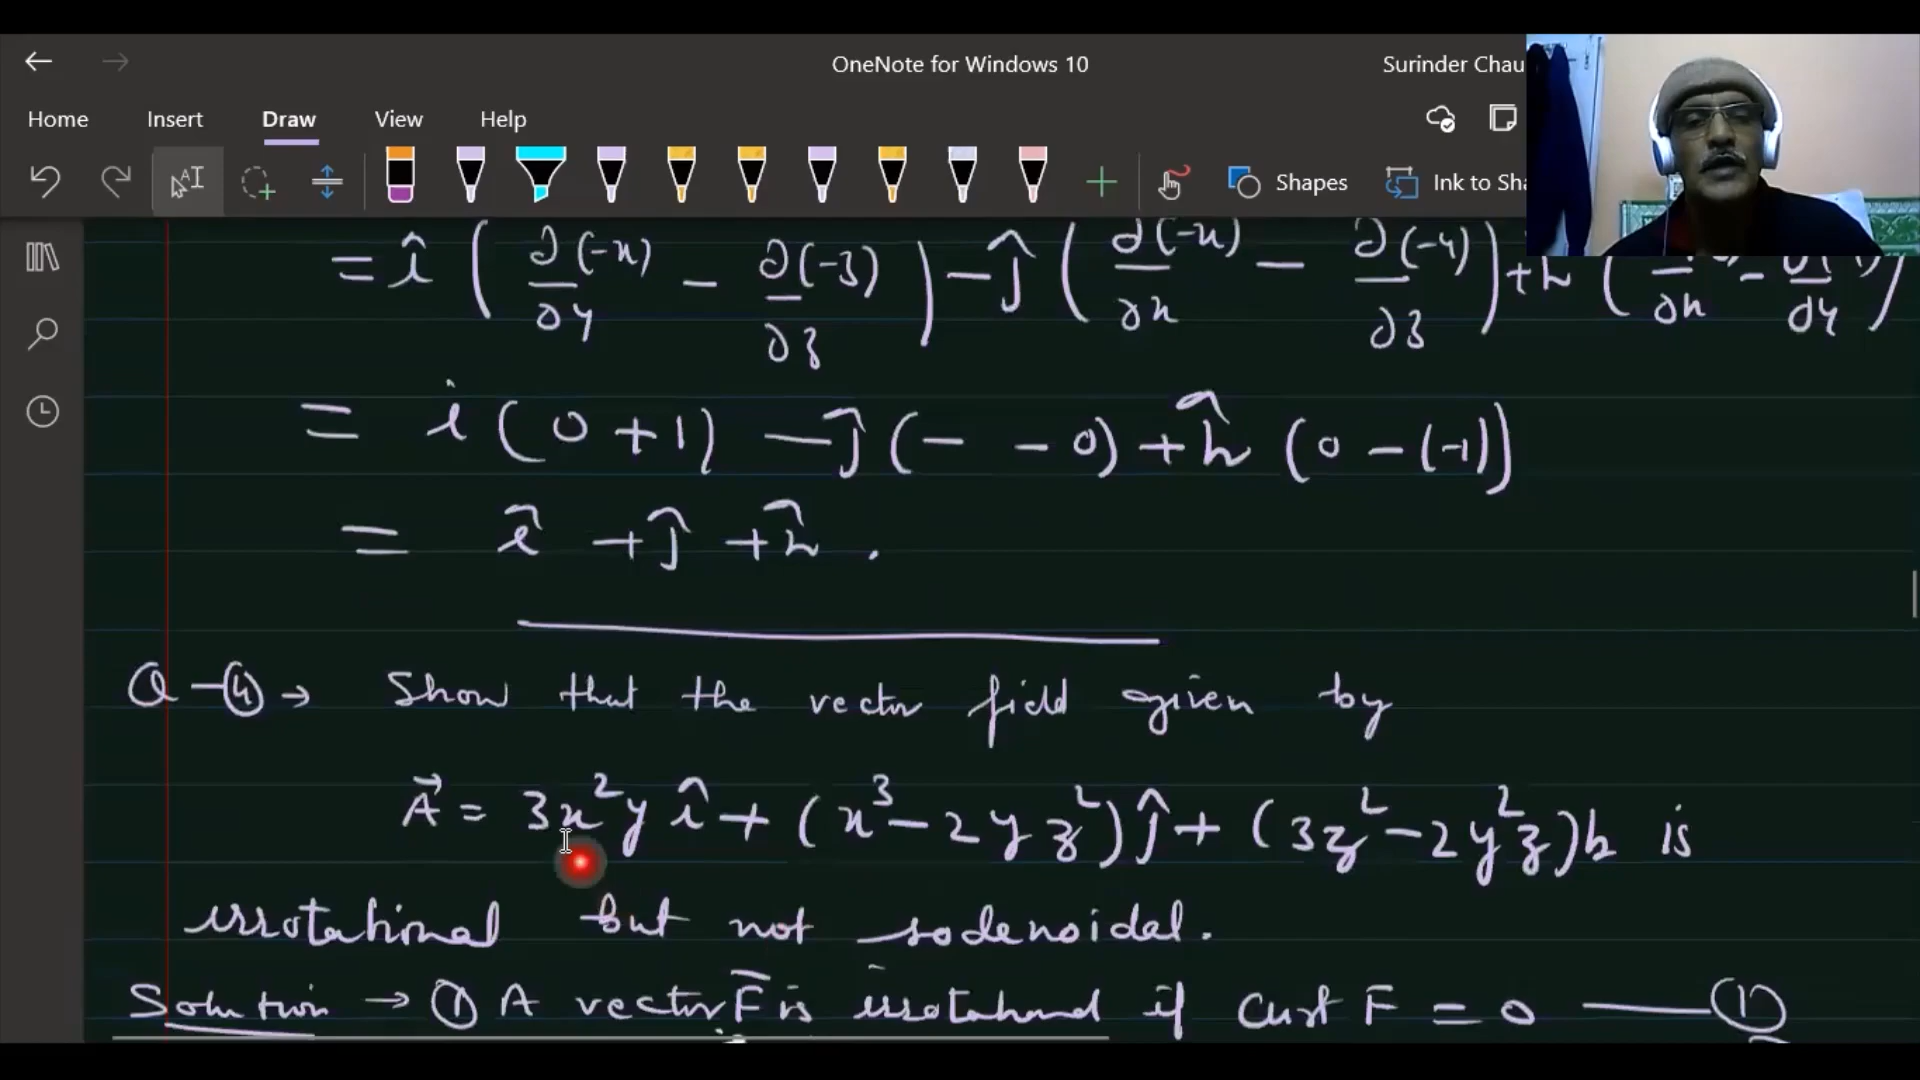 OneNote for Windows 10
Surinder Chau
Home Insert Draw View Help
Shapes Ink to Sha
= î ( ∂(-x)/∂y - ∂(-3)/∂z ) - ĵ ( ∂(-x)/∂x - ∂(-y)/∂z ) + k̂ (
= i ( 0 + 1 ) - ĵ ( - - 0 ) + k̂ ( 0 - (-1) )
= î + ĵ + k̂ .
Q-④ → Show that the vector field given by
A⃗ = 3x²y î + ( x³ - 2yz² ) ĵ + ( 3z² - 2y²z ) k is
irrotational but not sodenoidal.
Solution → ① A vector F̅ is irrotational if Curl F = 0 —— ①